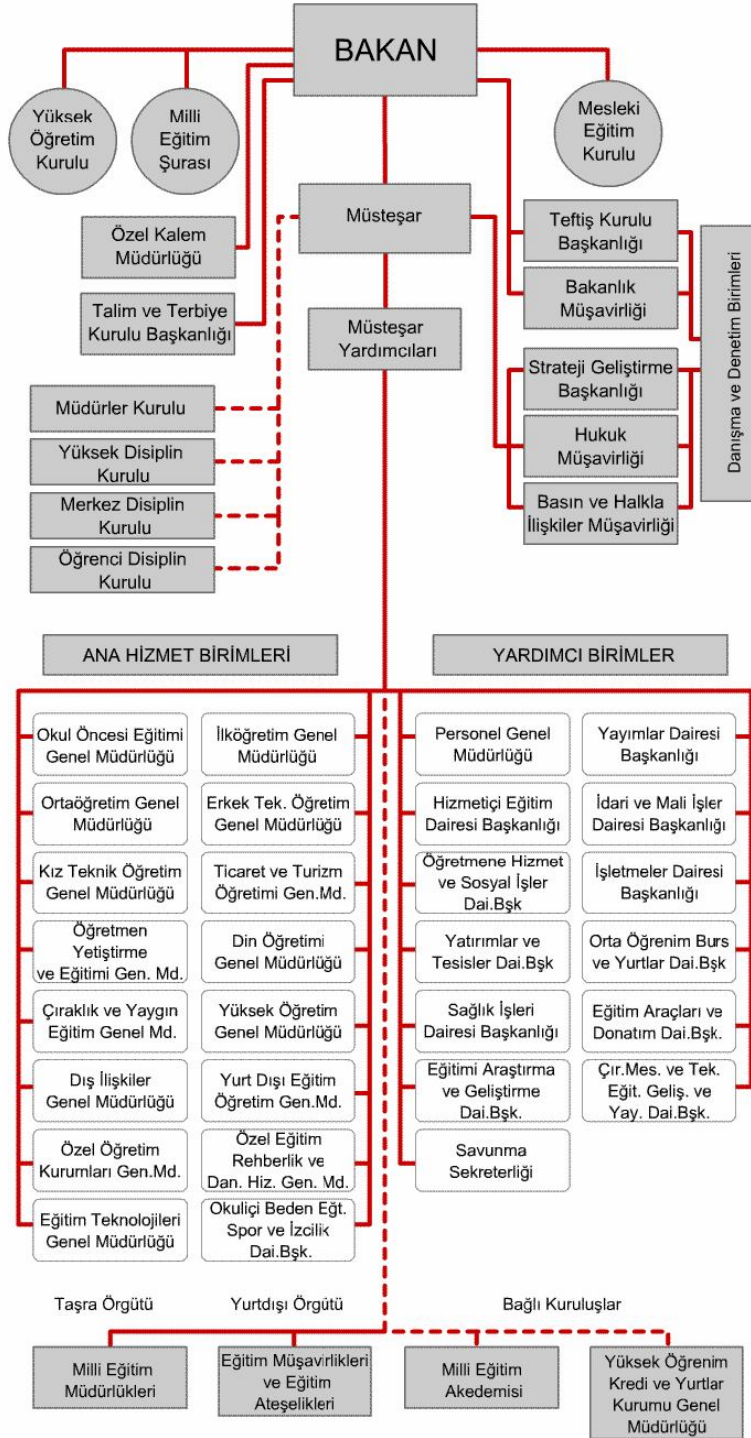 BAKAN
Yüksek
Öğretim
Kurulu
Milli
Eğitim
Şurası
Mesleki
Eğitim
Kurulu
Müsteşar
Özel Kalem
Müdürlüğü
Teftiş Kurulu
Başkanlığı
Talim ve Terbiye
Kurulu Başkanlığı
Bakanlık
Müşavirliği
Müsteşar
Yardımcıları
Strateji Geliştirme
Başkanlığı
Hukuk
Müşavirliği
Basın ve Halkla
İlişkiler Müşavirliği
Danışma ve Denetim Birimleri
Müdürler Kurulu
Yüksek Disiplin
Kurulu
Merkez Disiplin
Kurulu
Öğrenci Disiplin
Kurulu
ANA HİZMET BİRİMLERİ
Okul Öncesi Eğitimi
Genel Müdürlüğü
İlköğretim Genel
Müdürlüğü
Ortaöğretim Genel
Müdürlüğü
Erkek Tek. Öğretim
Genel Müdürlüğü
Kız Teknik Öğretim
Genel Müdürlüğü
Ticaret ve Turizm
Öğretimi Gen.Md.
Öğretmen
Yetiştirme
ve Eğitimi Gen. Md.
Din Öğretimi
Genel Müdürlüğü
Çıraklık ve Yaygın
Eğitim Genel Md.
Yüksek Öğretim
Genel Müdürlüğü
Dış İlişkiler
Genel Müdürlüğü
Yurt Dışı Eğitim
Öğretim Gen.Md.
Özel Öğretim
Kurumları Gen.Md.
Özel Eğitim
Rehberlik ve
Dan. Hiz. Gen. Md.
Eğitim Teknolojileri
Genel Müdürlüğü
Okuliçi Beden Eğt.
Spor ve İzcilik
Dai.Bşk.
YARDIMCI BİRİMLER
Personel Genel
Müdürlüğü
Yayımlar Dairesi
Başkanlığı
Hizmetiçi Eğitim
Dairesi Başkanlığı
İdari ve Mali İşler
Dairesi Başkanlığı
Öğretmene Hizmet
ve Sosyal İşler
Dai.Bşk
İşletmeler Dairesi
Başkanlığı
Yatırımlar ve
Tesisler Dai.Bşk
Orta Öğrenim Burs
ve Yurtlar Dai.Bşk
Sağlık İşleri
Dairesi Başkanlığı
Eğitim Araçları ve
Donatım Dai.Bşk.
Eğitimi Araştırma
ve Geliştirme
Dai.Bşk.
Çır.Mes. ve Tek.
Eğit. Geliş. ve
Yay. Dai.Bşk.
Savunma
Sekreterliği
Taşra Örgütü
Yurtdışı Örgütü
Bağlı Kuruluşlar
Milli Eğitim
Müdürlükleri
Eğitim Müşavirlikleri
ve Eğitim
Ateşelikleri
Milli Eğitim
Akedemisi
Yüksek Öğrenim
Kredi ve Yurtlar
Kurumu Genel
Müdürlüğü